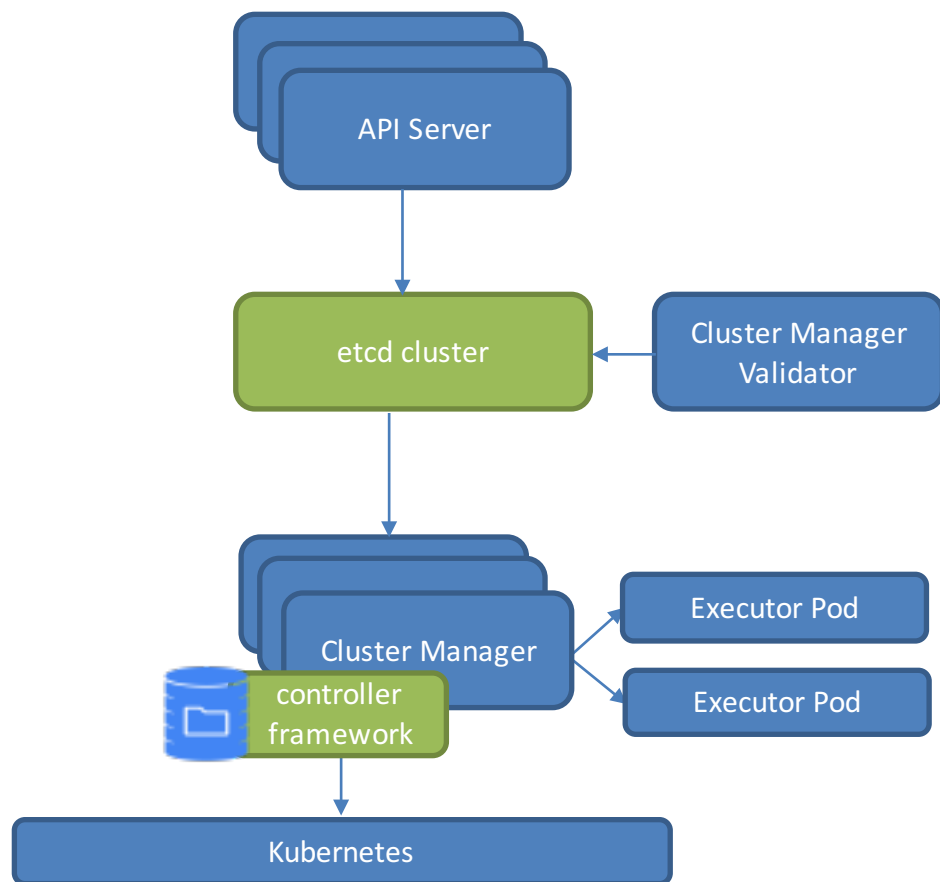 API Server
etcd cluster
Cluster Manager
Validator
Executor Pod
Cluster Manager
Executor Pod
controller
framework
Kubernetes